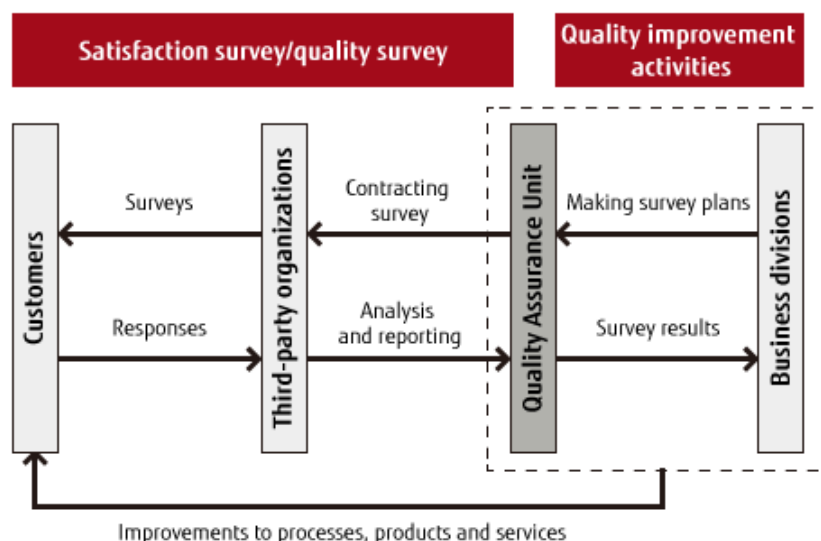 Satisfaction survey/quality survey
Quality improvement
activities
Customers
Surveys
Responses
Third-party organizations
Contracting
survey
Analysis
and reporting
Quality Assurance Unit
Making survey plans
Survey results
Business divisions
Improvements to processes, products and services